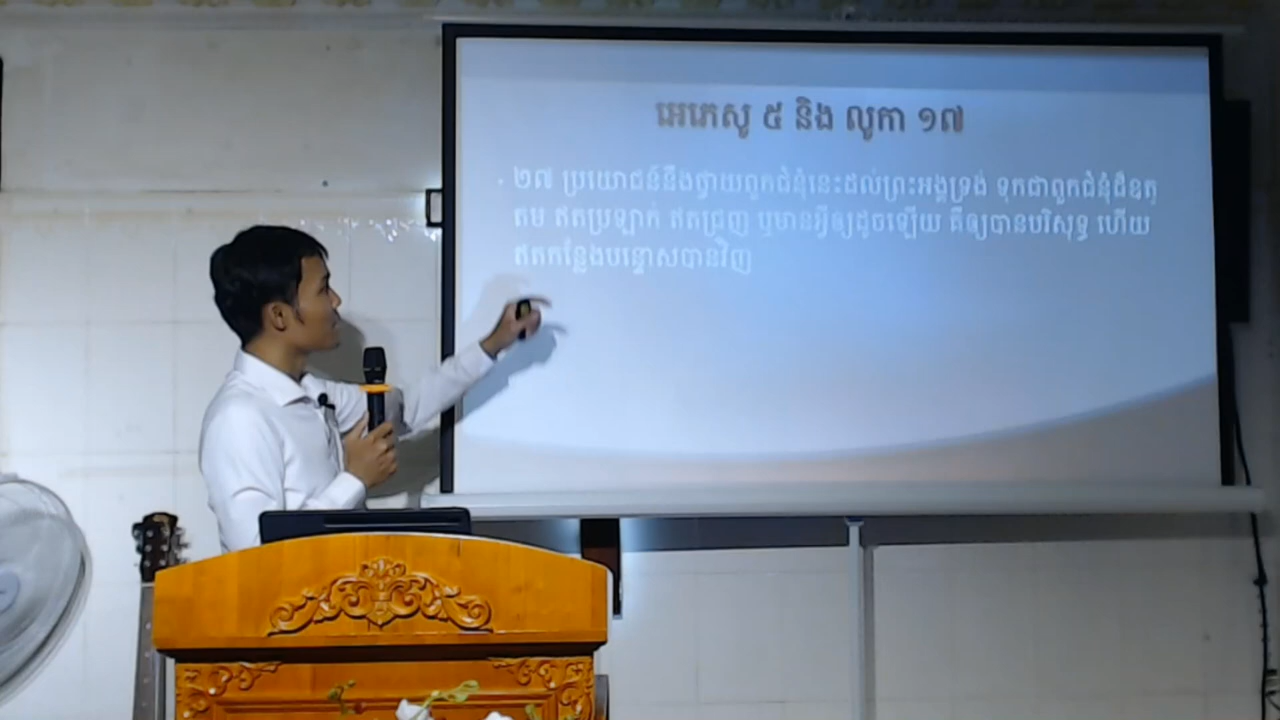 អេភេសូ ៥ និង លូកា ១៧
២៧ ប្រយោជន៍នឹងថ្វាយពួកជំនុំនេះដល់ព្រះអង្គទ្រង់ ទុកជាពួកជំនុំដ៏ឧត្
តម ឥតប្រឡាក់ ឥតជ្រួញ ឬមានអ្វីឲ្យដូចឡើយ គឺឲ្យបានបរិសុទ្ធ ហើយ
ឥតកន្លែងបន្ទោសបានវិញ